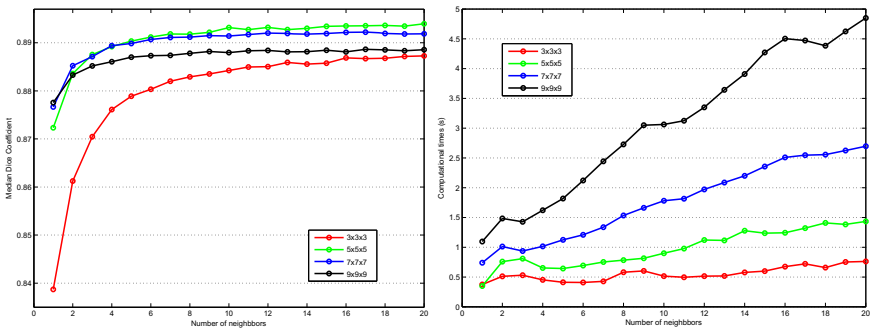 0.89
0.88
0.87
0.86
0.85
0.84
Median Dice Coefficient
3x3x3
5x5x5
7x7x7
9x9x9
0 2 4 6 8 10 12 14 16 18 20
Number of neighbbors
5
4.5
4
3.5
3
2.5
2
1.5
1
0.5
0
Computational times (s)
3x3x3
5x5x5
7x7x7
9x9x9
0 2 4 6 8 10 12 14 16 18 20
Number of neighbbors